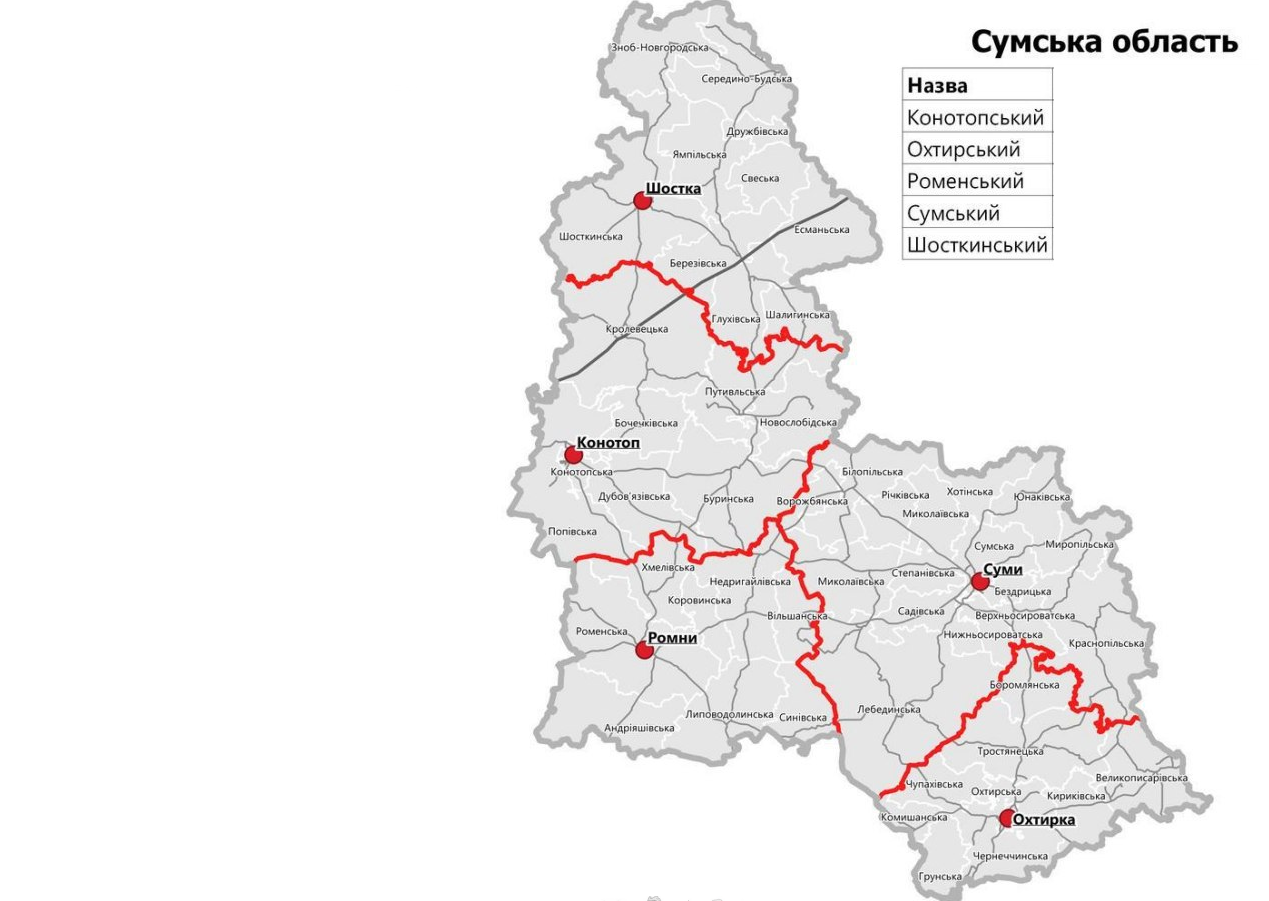 Сумська область
Назва
Конотопський
Охтирський
Роменський
Сумський
Шосткинський
Зноб-Новгородська
Середино-Будська
Дружбівська
Ямпільська
Свеська
Шостка
Есманьська
Шосткинська
Березівська
Шалигинська
Глухівська
Кролевецька
Путивльська
Новослобідська
Бочечківська
Конотоп
Конотопська
Білопільська
Хотінська
Річківська
Юнаківська
Дубов'язівська
Буринська
Ворожбянська
Миколаївська
Попівська
Сумська
Миропільська
Хмелівська
Суми
Степанівська
Недригайлівська
Миколаївська
Бездрицька
Коровинська
Садівська
Вільшанська
Верхньосироватська
Роменська
Нижньосироватська
Ромни
Краснопільська
Боромлянська
Лебединська
Липоводолинська
Синівська
Андріяшівська
Тростянецька
Великописарівська
Чупахівська
Охтирська
Кириківська
Комишанська
Охтирка
Чернеччинська
Грунська